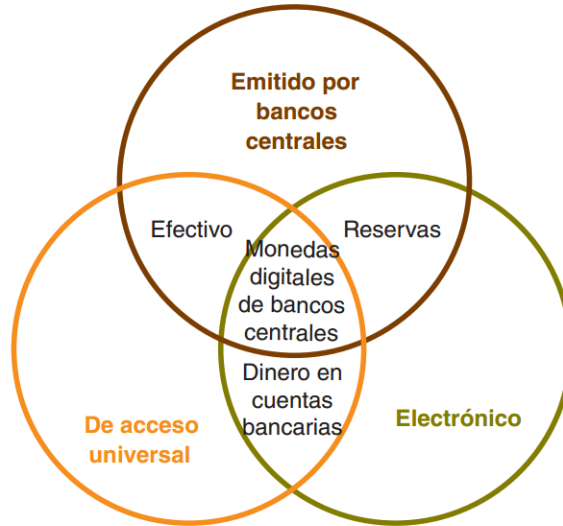 Emitido por
bancos
centrales
Efectivo
Reservas
Monedas
digitales
de bancos
centrales
Dinero en
cuentas
bancarias
De acceso
universal
Electrónico